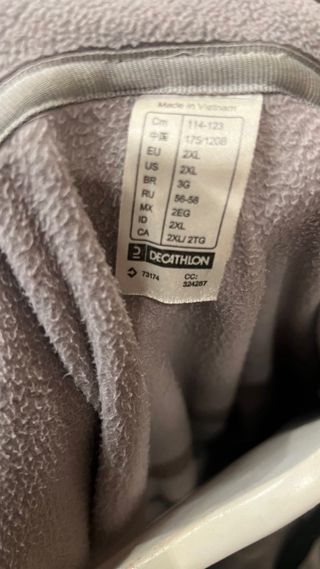 Made in Vietnam
Cm 114-123
中国 175/120B
EU 2XL
US 2XL
BR 3G
RU 56-58
MX 2EG
ID 2XL
CA 2XL/ 2TG
DECATHLON
73174 CC: 324257